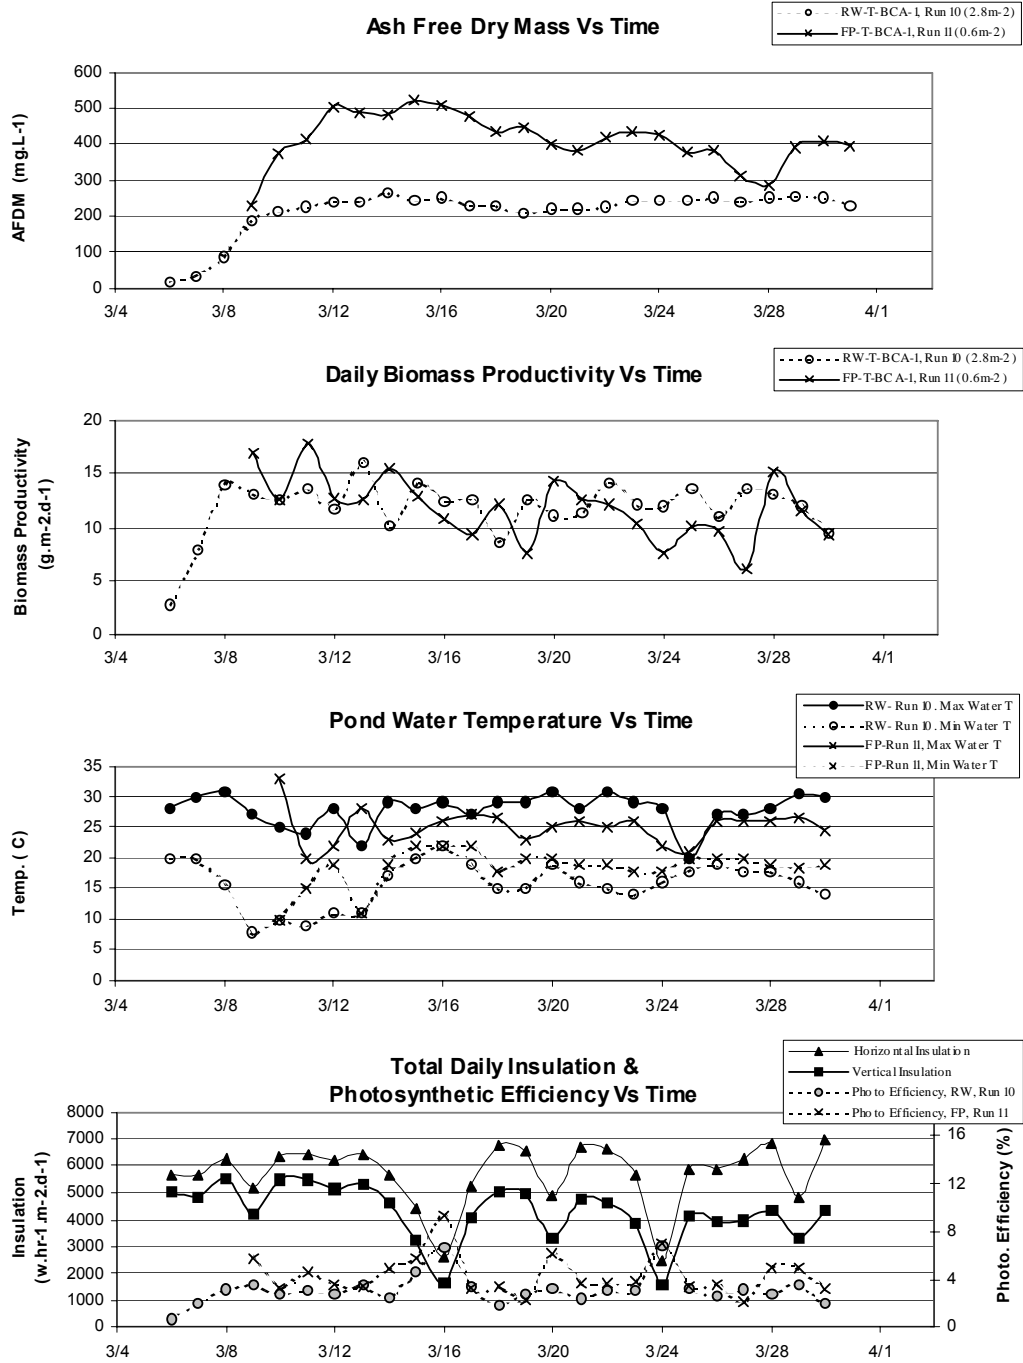 Ash Free Dry Mass Vs Time
RW-T-BCA-1, Run 10 (2.8m-2)
FP-T-BCA-1, Run 11 (0.6m-2)
AFDM (mg.L-1)
600
500
400
300
200
100
0
3/4 3/8 3/12 3/16 3/20 3/24 3/28 4/1
Daily Biomass Productivity Vs Time
RW-T-BCA-1, Run 10 (2.8m-2)
FP-T-BCA-1, Run 11 (0.6m-2)
Biomass Productivity
(g.m-2.d-1)
20
15
10
5
0
3/4 3/8 3/12 3/16 3/20 3/24 3/28 4/1
Pond Water Temperature Vs Time
RW- Run 10. Max Water T
RW- Run 10. Min Water T
FP-Run 11, Max Water T
FP-Run 11, Min Water T
Temp. ( C)
35
30
25
20
15
10
5
0
3/4 3/8 3/12 3/16 3/20 3/24 3/28 4/1
Total Daily Insulation &
Photosynthetic Efficiency Vs Time
Horizontal Insulation
Vertical Insulation
Photo Efficiency, RW, Run 10
Photo Efficiency, FP, Run 11
Insulation
(w.hr-1.m-2.d-1)
8000
7000
6000
5000
4000
3000
2000
1000
0
16
12
8
4
0
Photo. Efficiency (%)
3/4 3/8 3/12 3/16 3/20 3/24 3/28 4/1